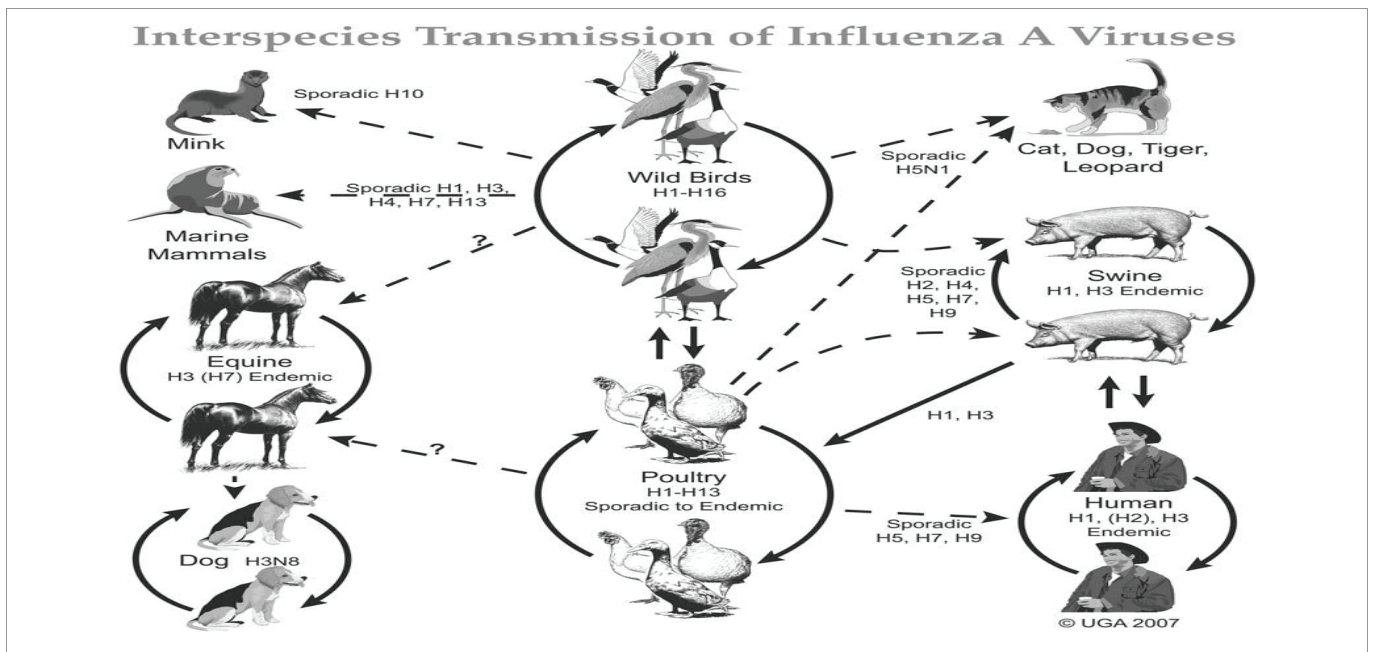 Interspecies Transmission of Influenza A Viruses
Sporadic H10
Mink
Sporadic H1, H3,
H4, H7, H13
Marine
Mammals
?
Wild Birds
H1-H16
Sporadic
H5N1
Cat, Dog, Tiger,
Leopard
Sporadic
H2, H4,
H5, H7,
H9
Swine
H1, H3 Endemic
Equine
H3 (H7) Endemic
?
H1, H3
Poultry
H1-H13
Sporadic to Endemic
Sporadic
H5, H7, H9
Human
H1, (H2), H3
Endemic
Dog H3N8
© UGA 2007